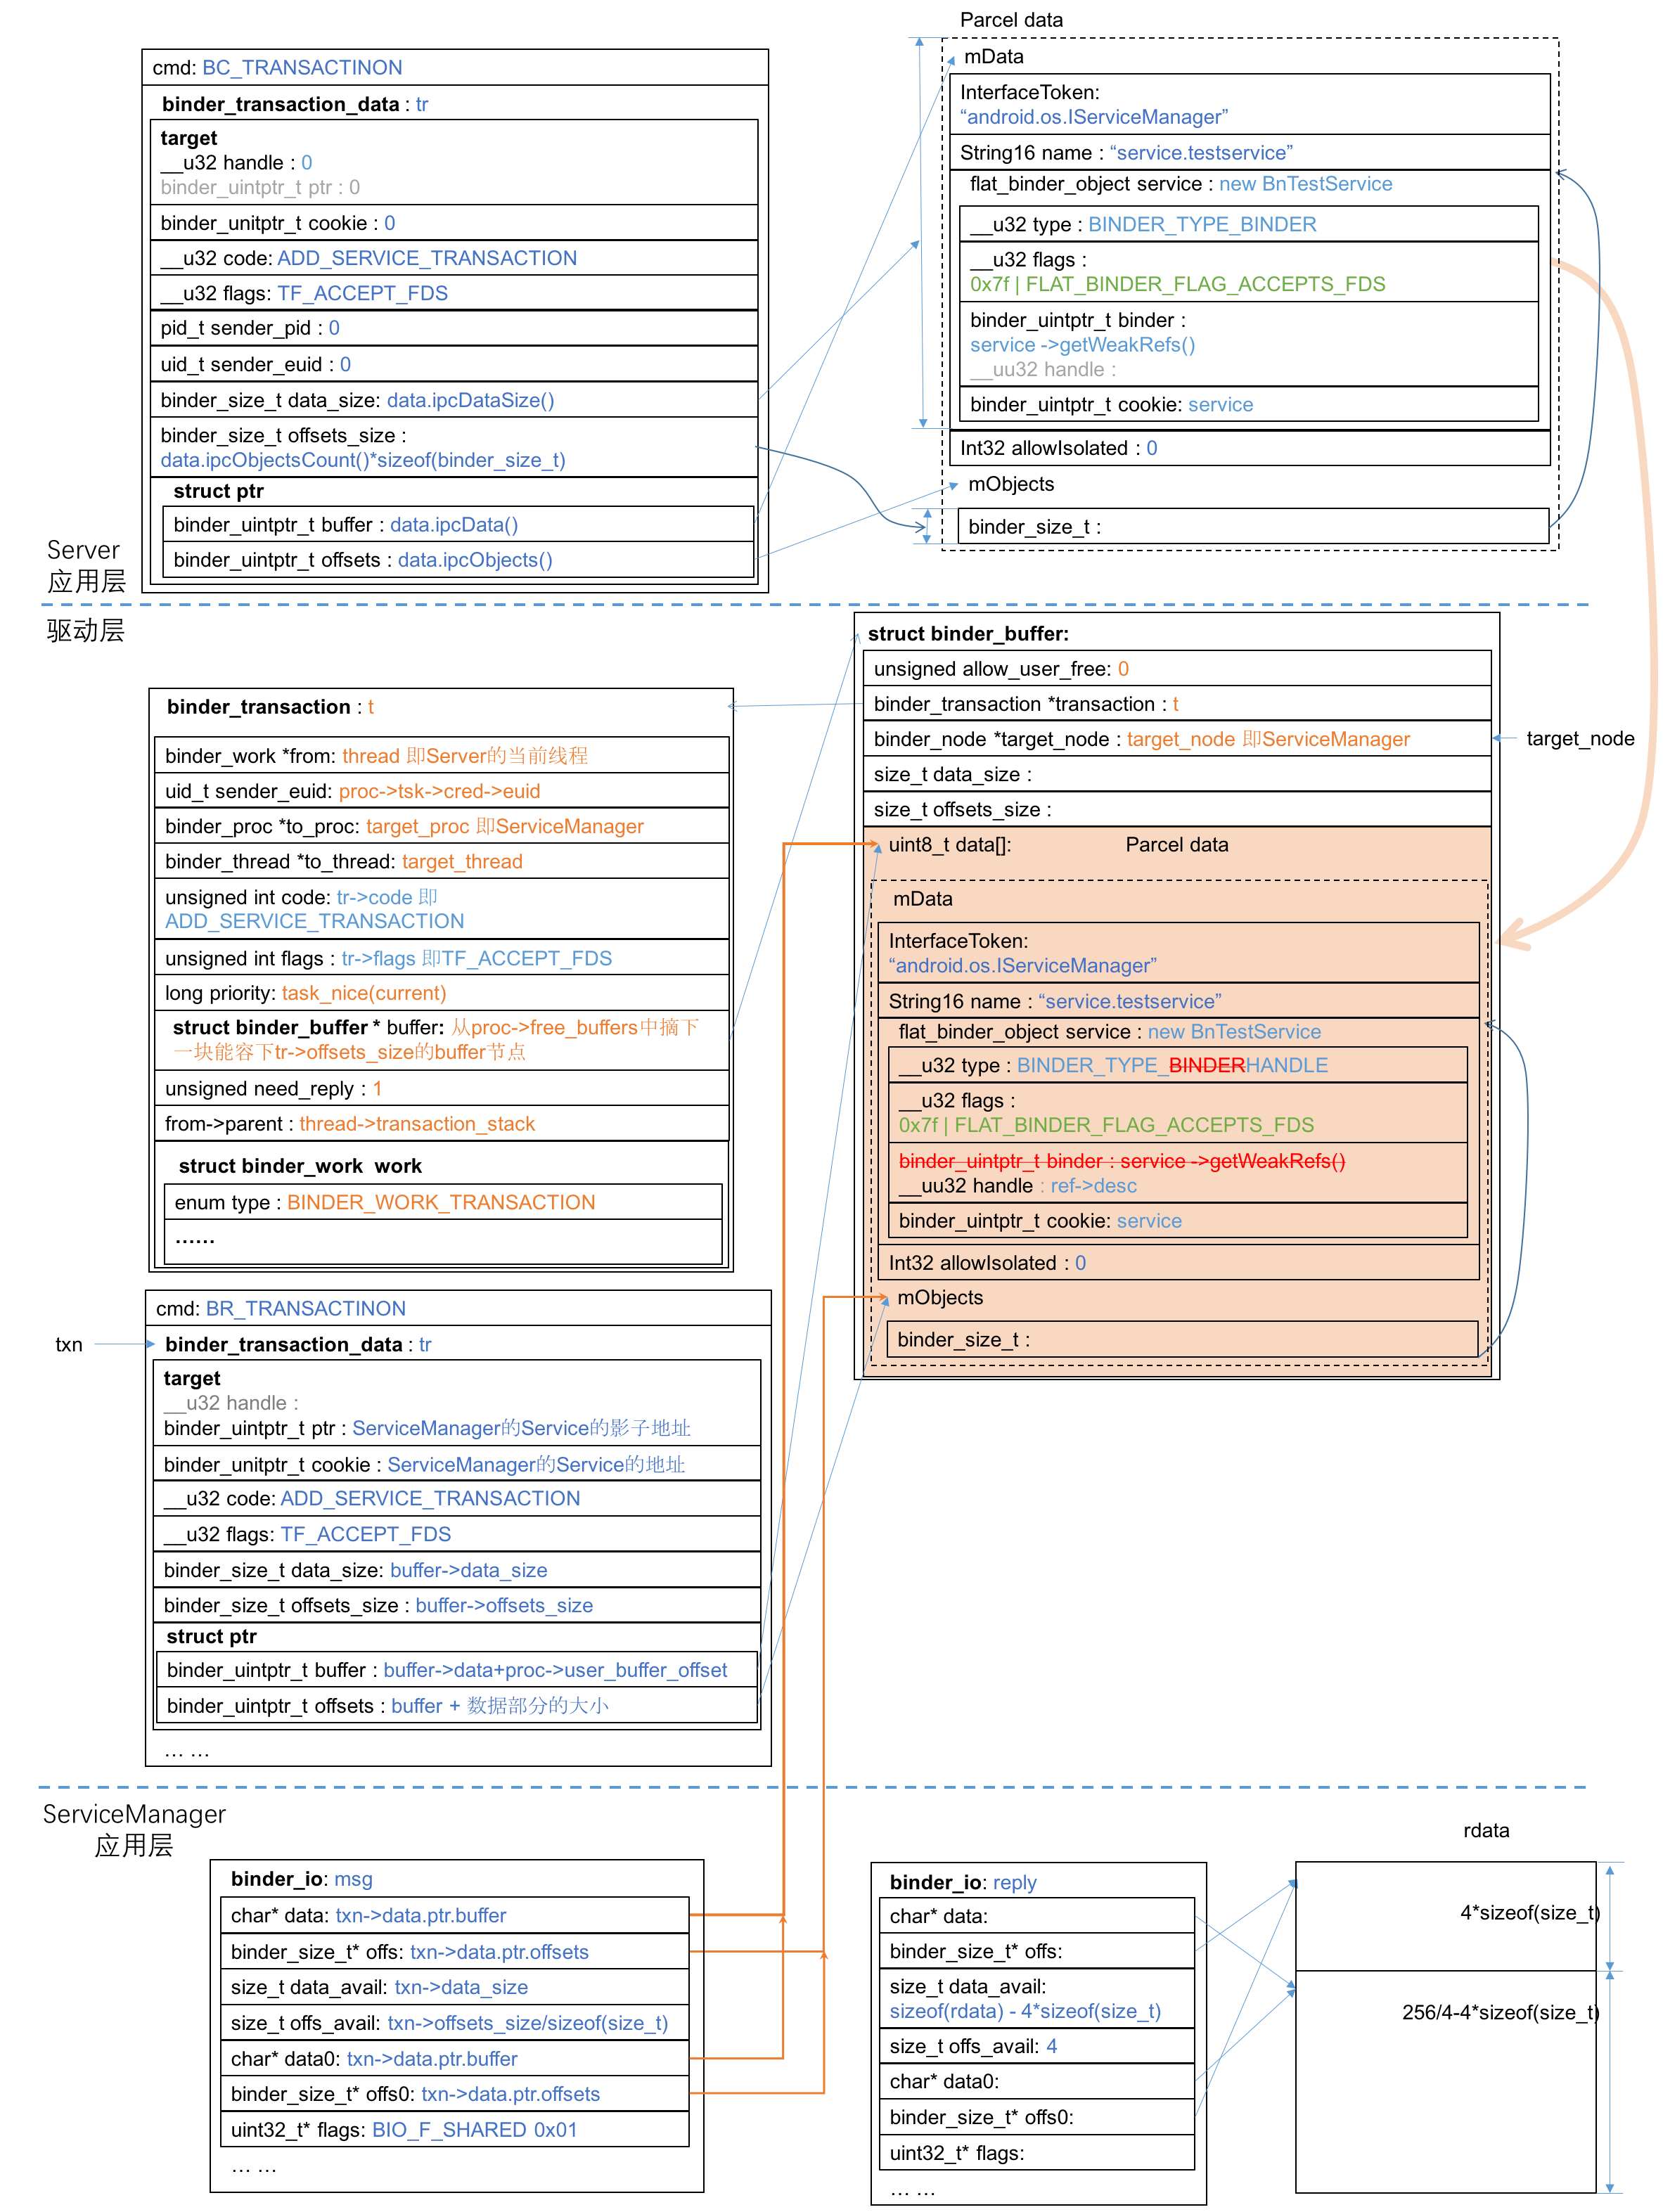 Parcel data
cmd: BC_TRANSACTINON
binder_transaction_data : tr
target
__u32 handle : 0
binder_uintptr_t ptr : 0
binder_unitptr_t cookie : 0
__u32 code: ADD_SERVICE_TRANSACTION
__u32 flags: TF_ACCEPT_FDS
pid_t sender_pid : 0
uid_t sender_euid: 0
binder_size_t data_size: data.ipcDataSize()
binder_size_t offsets_size :
data.ipcObjectsCount()*sizeof(binder_size_t)
struct ptr
binder_uintptr_t buffer : data.ipcData()
binder_uintptr_t offsets : data.ipcObjects()
mData
InterfaceToken:
“android.os.IServiceManager”
String16 name : “service.testservice”
flat_binder_object service : new BnTestService
__u32 type : BINDER_TYPE_BINDER
__u32 flags :
0x7f | FLAT_BINDER_FLAG_ACCEPTS_FDS
binder_uintptr_t binder :
service ->getWeakRefs()
__uu32 handle :
binder_uintptr_t cookie: service
Int32 allowIsolated : 0
mObjects
binder_size_t :
Server
应用层
驱动层
binder_transaction : t
binder_work *from: thread 即Server的当前线程
uid_t sender_euid: proc->tsk->cred->euid
binder_proc *to_proc: target_proc 即ServiceManager
binder_thread *to_thread: target_thread
unsigned int code: tr->code 即
ADD_SERVICE_TRANSACTION
unsigned int flags : tr->flags 即TF_ACCEPT_FDS
long priority: task_nice(current)
struct binder_buffer * buffer: 从proc->free_buffers中摘下
一块能容下tr->offsets_size的buffer节点
unsigned need_reply : 1
from->parent : thread->transaction_stack
struct binder_work work
enum type : BINDER_WORK_TRANSACTION
......
struct binder_buffer:
unsigned allow_user_free: 0
binder_transaction *transaction : t
binder_node *target_node : target_node 即ServiceManager
target_node
size_t data_size :
size_t offsets_size :
uint8_t data[]: Parcel data
mData
InterfaceToken:
“android.os.IServiceManager”
String16 name : “service.testservice”
flat_binder_object service : new BnTestService
__u32 type : BINDER_TYPE_BINDERHANDLE
__u32 flags :
0x7f | FLAT_BINDER_FLAG_ACCEPTS_FDS
binder_uintptr_t binder : service ->getWeakRefs()
__uu32 handle : ref->desc
binder_uintptr_t cookie: service
Int32 allowIsolated : 0
mObjects
binder_size_t :
cmd: BR_TRANSACTINON
txn
binder_transaction_data : tr
target
__u32 handle :
binder_uintptr_t ptr : ServiceManager的Service的影子地址
binder_unitptr_t cookie : ServiceManager的Service的地址
__u32 code: ADD_SERVICE_TRANSACTION
__u32 flags: TF_ACCEPT_FDS
binder_size_t data_size: buffer->data_size
binder_size_t offsets_size : buffer->offsets_size
struct ptr
binder_uintptr_t buffer : buffer->data+proc->user_buffer_offset
binder_uintptr_t offsets : buffer + 数据部分的大小
... ...
ServiceManager
应用层
binder_io: msg
char* data: txn->data.ptr.buffer
binder_size_t* offs: txn->data.ptr.offsets
size_t data_avail: txn->data_size
size_t offs_avail: txn->offsets_size/sizeof(size_t)
char* data0: txn->data.ptr.buffer
binder_size_t* offs0: txn->data.ptr.offsets
uint32_t* flags: BIO_F_SHARED 0x01
... ...
binder_io: reply
char* data:
binder_size_t* offs:
size_t data_avail:
sizeof(rdata) - 4*sizeof(size_t)
size_t offs_avail: 4
char* data0:
binder_size_t* offs0:
uint32_t* flags:
... ...
rdata
4*sizeof(size_t)
256/4-4*sizeof(size_t)